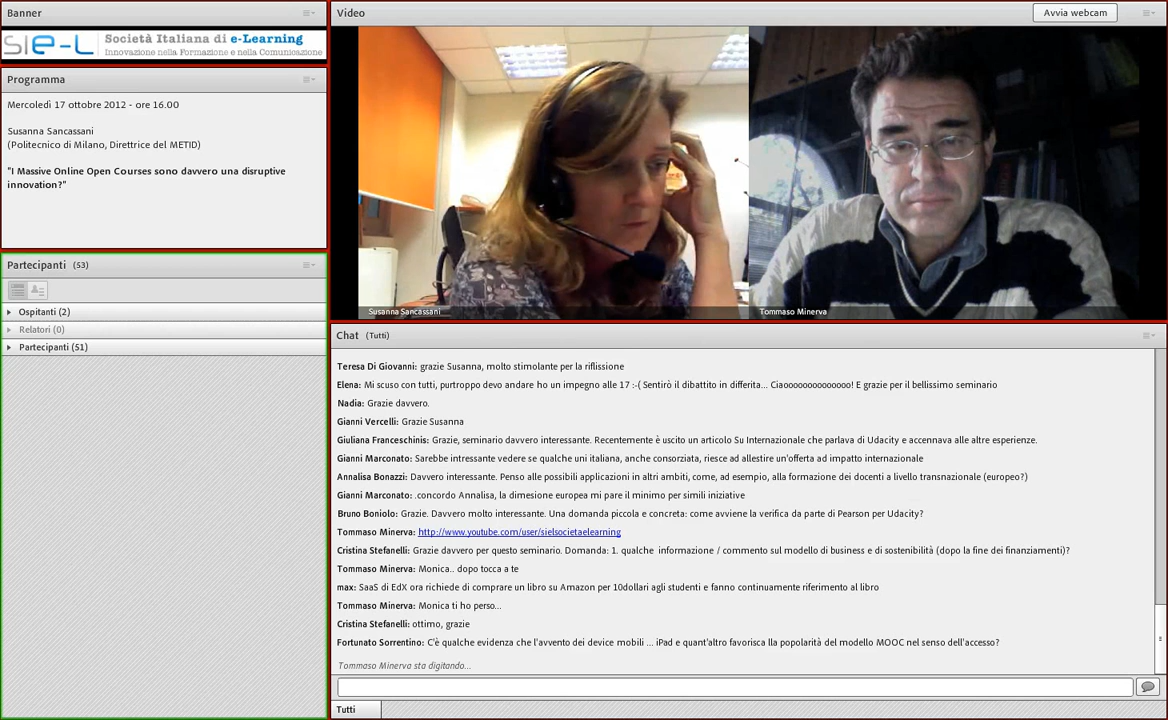 Banner
SIe-L Società Italiana di e-Learning
Innovazione nella Formazione e nella Comunicazione
Programma
Mercoledì 17 ottobre 2012 - ore 16.00
Susanna Sancassani
(Politecnico di Milano, Direttrice del METID)
"I Massive Online Open Courses sono davvero una disruptive
innovation?"
Partecipanti (53)
Ospitanti (2)
Relatori (0)
Partecipanti (51)
Video
Avvia webcam
Susanna Sancassani
Tommaso Minerva
Chat (Tutti)
Teresa Di Giovanni: grazie Susanna, molto stimolante per la riflissione
Elena: Mi scuso con tutti, purtroppo devo andare ho un impegno alle 17 :-( Sentirò il dibattito in differita... Ciaoooooooooooooo! E grazie per il bellissimo seminario
Nadia: Grazie davvero.
Gianni Vercelli: Grazie Susanna
Giuliana Franceschinis: Grazie, seminario davvero interessante. Recentemente è uscito un articolo Su Internazionale che parlava di Udacity e accennava alle altre esperienze.
Gianni Marconato: Sarebbe intressante vedere se qualche uni italiana, anche consorziata, riesce ad allestire un'offerta ad impatto internazionale
Annalisa Bonazzi: Davvero interessante. Penso alle possibili applicazioni in altri ambiti, come, ad esempio, alla formazione dei docenti a livello transnazionale (europeo?)
Gianni Marconato: .concordo Annalisa, la dimesione europea mi pare il minimo per simili iniziative
Bruno Boniolo: Grazie. Davvero molto interessante. Una domanda piccola e concreta: come avviene la verifica da parte di Pearson per Udacity?
Tommaso Minerva: http://www.youtube.com/user/sielsocietaelearning
Cristina Stefanelli: Grazie davvero per questo seminario. Domanda: 1. qualche informazione / commento sul modello di business e di sostenibilità (dopo la fine dei finanziamenti)?
Tommaso Minerva: Monica.. dopo tocca a te
max: SaaS di EdX ora richiede di comprare un libro su Amazon per 10dollari agli studenti e fanno continuamente riferimento al libro
Tommaso Minerva: Monica ti ho perso...
Cristina Stefanelli: ottimo, grazie
Fortunato Sorrentino: C'è qualche evidenza che l'avvento dei device mobili ... iPad e quant'altro favorisca lla popolarità del modello MOOC nel senso dell'accesso?
Tommaso Minerva sta digitando...
Tutti